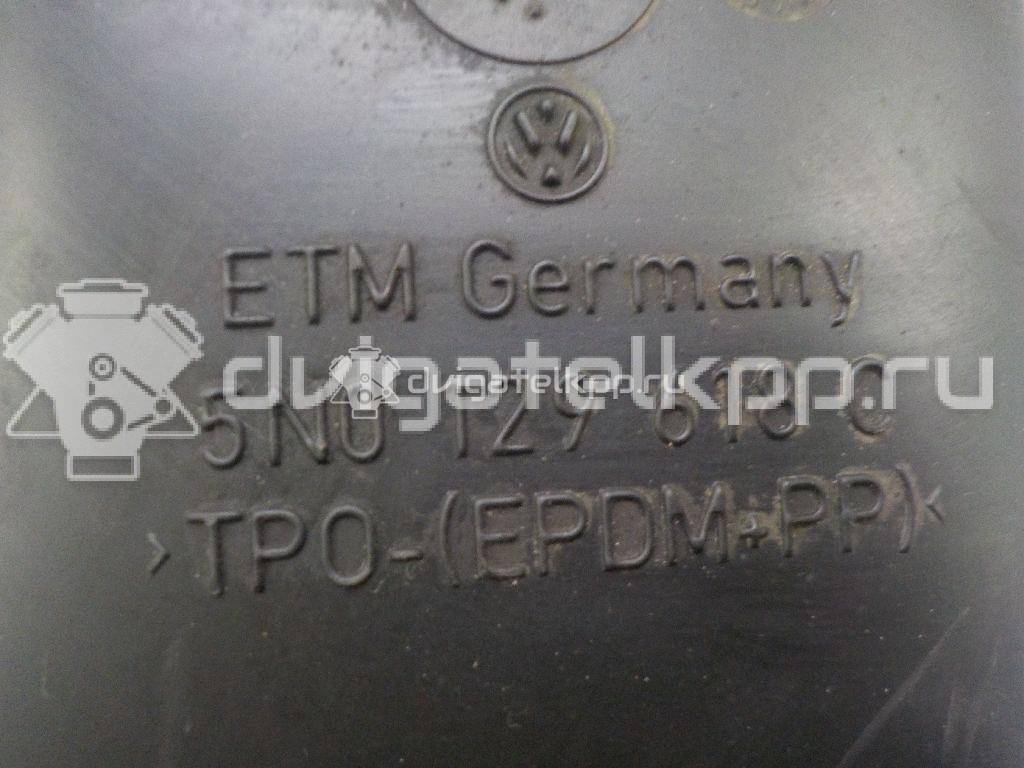 ETM Germany
5N0 129 618 C
dvigatelkpp.ru
dvigatelkpp.ru
>TPO-(EPDM+PP)<